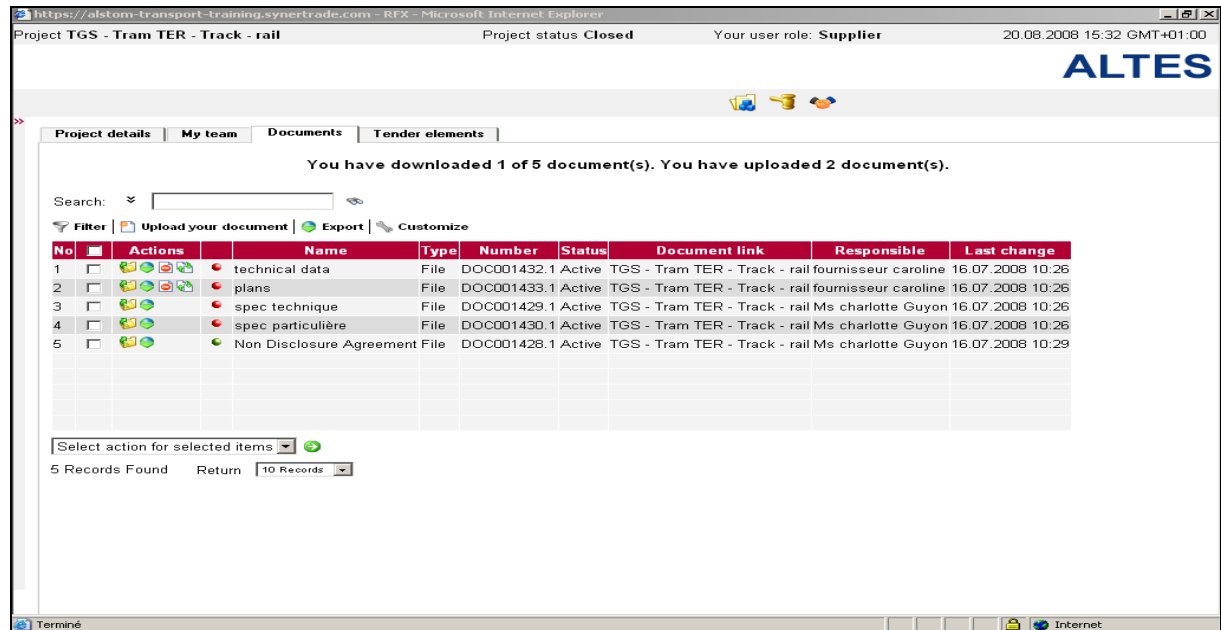 https://alstom-transport-training.synertrade.com - RFX - Microsoft Internet Explorer
Project TGS - Tram TER - Track - rail Project status Closed Your user role: Supplier 20.08.2008 15:32 GMT+01:00
ALTES
»
Project details My team Documents Tender elements
You have downloaded 1 of 5 document(s). You have uploaded 2 document(s).
Search:
Filter Upload your document Export Customize
No Actions Name Type Number Status Document link Responsible Last change
1 technical data File DOC001432.1 Active TGS - Tram TER - Track - rail fournisseur caroline 16.07.2008 10:26
2 plans File DOC001433.1 Active TGS - Tram TER - Track - rail fournisseur caroline 16.07.2008 10:26
3 spec technique File DOC001429.1 Active TGS - Tram TER - Track - rail Ms charlotte Guyon 16.07.2008 10:26
4 spec particulière File DOC001430.1 Active TGS - Tram TER - Track - rail Ms charlotte Guyon 16.07.2008 10:26
5 Non Disclosure Agreement File DOC001428.1 Active TGS - Tram TER - Track - rail Ms charlotte Guyon 16.07.2008 10:29
Select action for selected items
5 Records Found Return 10 Records
Terminé Internet